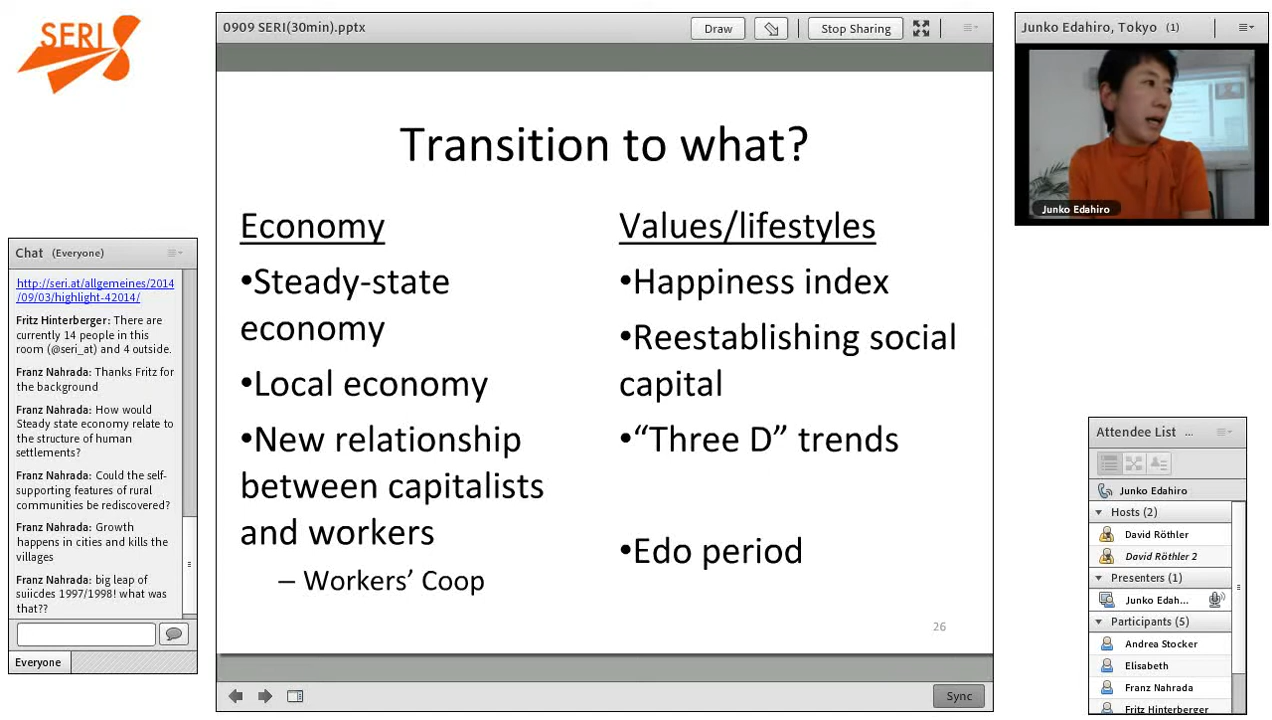 SERI
0909 SERI(30min).pptx
Draw
Stop Sharing
Transition to what?
Economy
•Steady-state
economy
•Local economy
•New relationship
between capitalists
and workers
– Workers’ Coop
Values/lifestyles
•Happiness index
•Reestablishing social
capital
•“Three D” trends
•Edo period
26
Sync
Chat (Everyone)
http://seri.at/allgemeines/2014
/09/03/highlight-42014/
Fritz Hinterberger: There are
currently 14 people in this
room (@seri_at) and 4 outside.
Franz Nahrada: Thanks Fritz for
the background
Franz Nahrada: How would
Steady state economy relate to
the structure of human
settlements?
Franz Nahrada: Could the self-
supporting features of rural
communities be rediscovered?
Franz Nahrada: Growth
happens in cities and kills the
villages
Franz Nahrada: big leap of
suiicdes 1997/1998! what was
that??
Everyone
Junko Edahiro, Tokyo (1)
Junko Edahiro
Attendee List ...
Junko Edahiro
Hosts (2)
David Röthler
David Röthler 2
Presenters (1)
Junko Edah...
Participants (5)
Andrea Stocker
Elisabeth
Franz Nahrada
Fritz Hinterberger